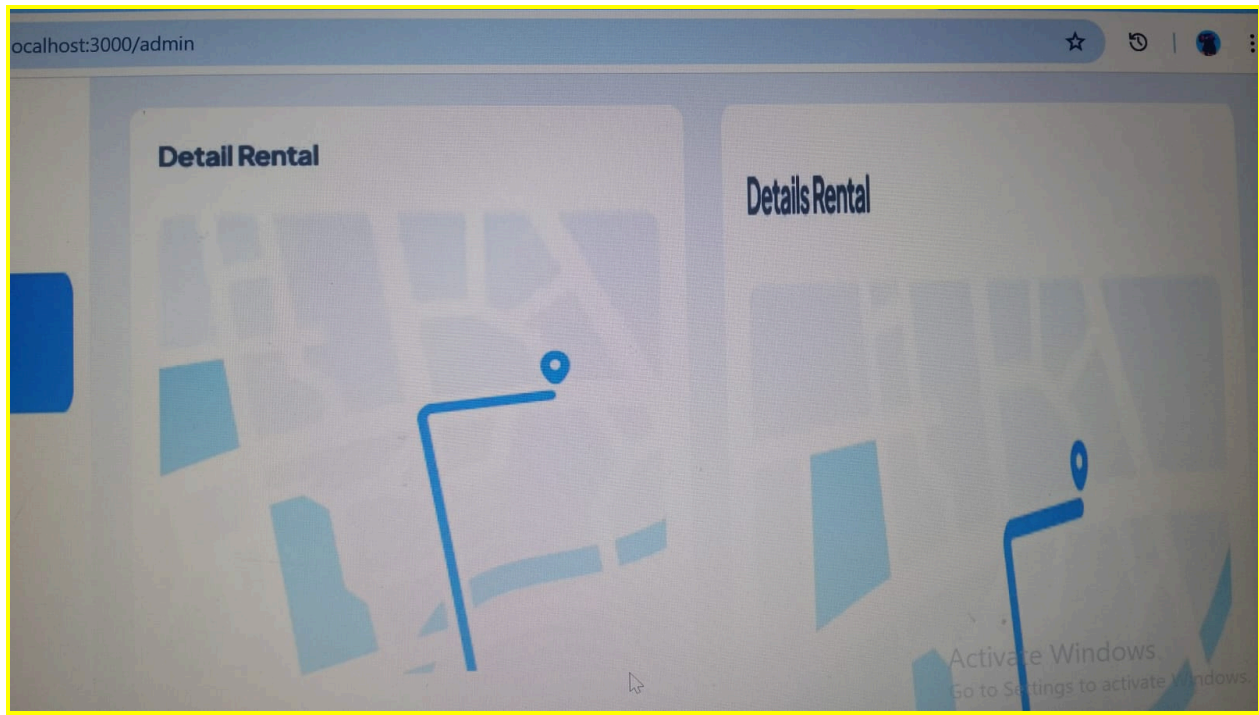 ocalhost:3000/admin
Detail Rental
Details Rental
Activate Windows
Go to Settings to activate Windows.